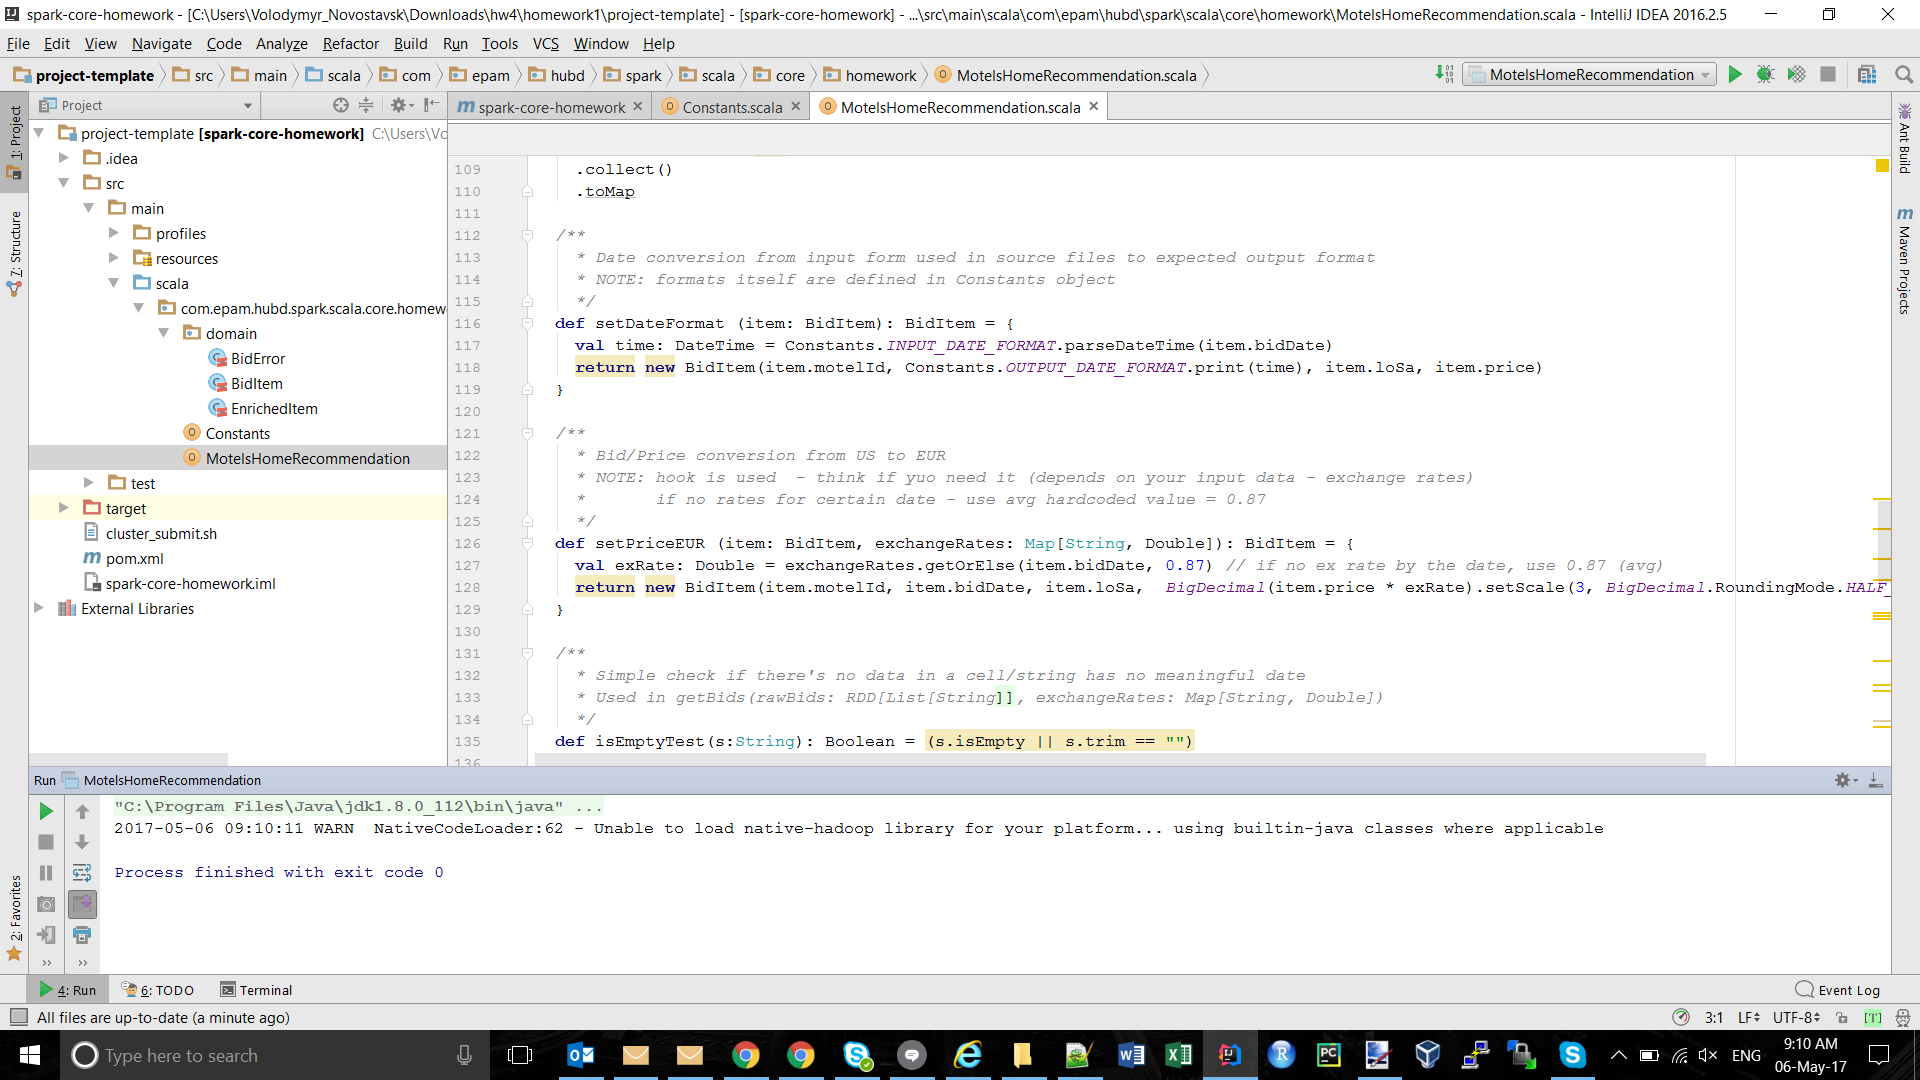 spark-core-homework - [C:\Users\Volodymyr_Novostavsk\Downloads\hw4\homework1\project-template] - [spark-core-homework] - ...\src\main\scala\com\epam\hubd\spark\scala\core\homework\MotelsHomeRecommendation.scala - IntelliJ IDEA 2016.2.5
File Edit View Navigate Code Analyze Refactor Build Run Tools VCS Window Help
project-template src main scala com epam hubd spark scala core homework MotelsHomeRecommendation.scala MotelsHomeRecommendation
Project spark-core-homework Constants.scala MotelsHomeRecommendation.scala
1: Project
7: Structure
2: Favorites
Ant Build
Maven Projects
project-template [spark-core-homework] C:\Users\Vo
.idea
src
main
profiles
resources
scala
com.epam.hubd.spark.scala.core.homew
domain
BidError
BidItem
EnrichedItem
Constants
MotelsHomeRecommendation
test
target
cluster_submit.sh
pom.xml
spark-core-homework.iml
External Libraries
109 .collect()
110 .toMap
111
112 /**
113 * Date conversion from input form used in source files to expected output format
114 * NOTE: formats itself are defined in Constants object
115 */
116 def setDateFormat (item: BidItem): BidItem = {
117 val time: DateTime = Constants.INPUT_DATE_FORMAT.parseDateTime(item.bidDate)
118 return new BidItem(item.motelId, Constants.OUTPUT_DATE_FORMAT.print(time), item.loSa, item.price)
119 }
120
121 /**
122 * Bid/Price conversion from US to EUR
123 * NOTE: hook is used - think if yuo need it (depends on your input data - exchange rates)
124 * if no rates for certain date - use avg hardcoded value = 0.87
125 */
126 def setPriceEUR (item: BidItem, exchangeRates: Map[String, Double]): BidItem = {
127 val exRate: Double = exchangeRates.getOrElse(item.bidDate, 0.87) // if no ex rate by the date, use 0.87 (avg)
128 return new BidItem(item.motelId, item.bidDate, item.loSa, BigDecimal(item.price * exRate).setScale(3, BigDecimal.RoundingMode.HALF_
129 }
130
131 /**
132 * Simple check if there's no data in a cell/string has no meaningful date
133 * Used in getBids(rawBids: RDD[List[String]], exchangeRates: Map[String, Double])
134 */
135 def isEmptyTest(s:String): Boolean = (s.isEmpty || s.trim == "")
136
Run MotelsHomeRecommendation
"C:\Program Files\Java\jdk1.8.0_112\bin\java" ...
2017-05-06 09:10:11 WARN NativeCodeLoader:62 - Unable to load native-hadoop library for your platform... using builtin-java classes where applicable
Process finished with exit code 0
4: Run 6: TODO Terminal Event Log
All files are up-to-date (a minute ago) 3:1 LF UTF-8 [T]
Type here to search ENG 9:10 AM
06-May-17